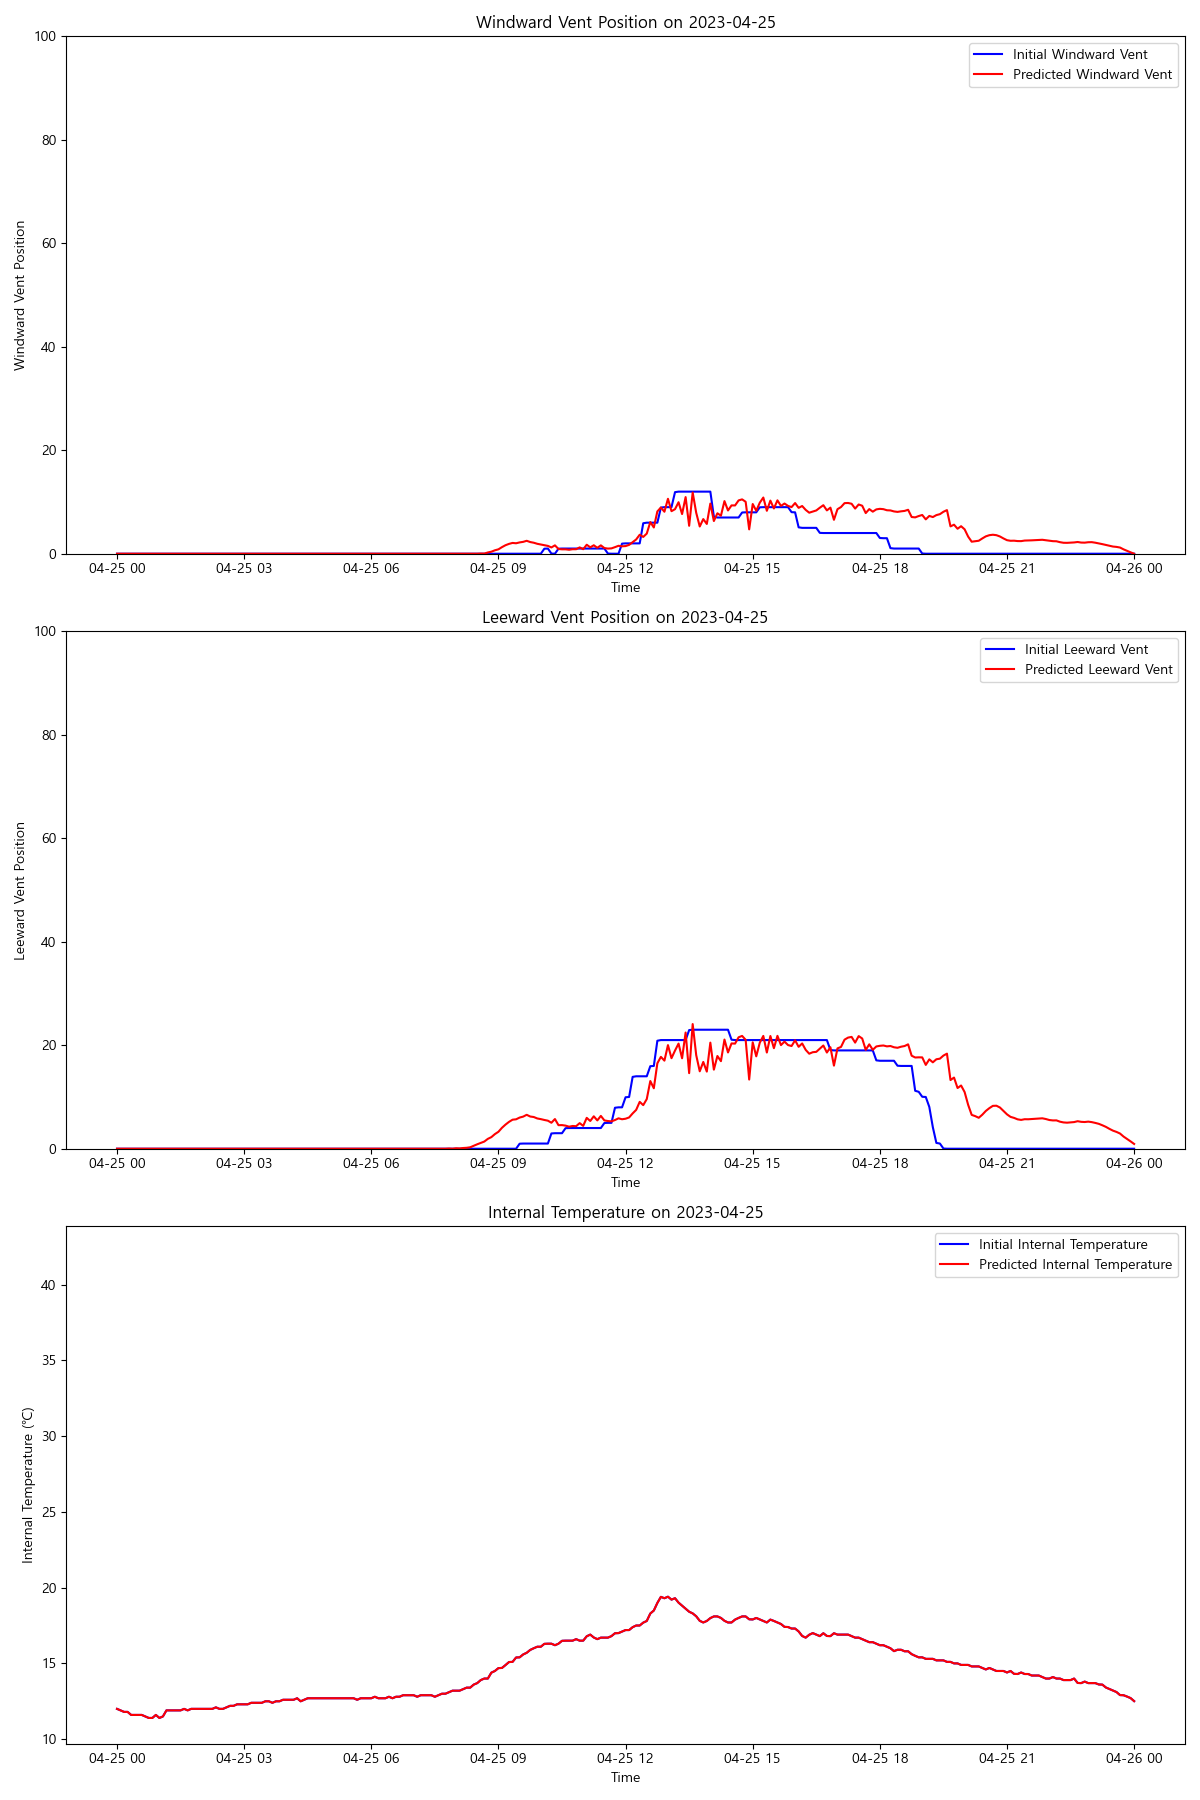 Windward Vent Position on 2023-04-25
100
80
60
40
20
0
Windward Vent Position
Initial Windward Vent
Predicted Windward Vent
04-25 00 04-25 03 04-25 06 04-25 09 04-25 12 04-25 15 04-25 18 04-25 21 04-26 00
Time
Leeward Vent Position on 2023-04-25
100
80
60
40
20
0
Leeward Vent Position
Initial Leeward Vent
Predicted Leeward Vent
04-25 00 04-25 03 04-25 06 04-25 09 04-25 12 04-25 15 04-25 18 04-25 21 04-26 00
Time
Internal Temperature on 2023-04-25
40
35
30
25
20
15
10
Internal Temperature (℃)
Initial Internal Temperature
Predicted Internal Temperature
04-25 00 04-25 03 04-25 06 04-25 09 04-25 12 04-25 15 04-25 18 04-25 21 04-26 00
Time